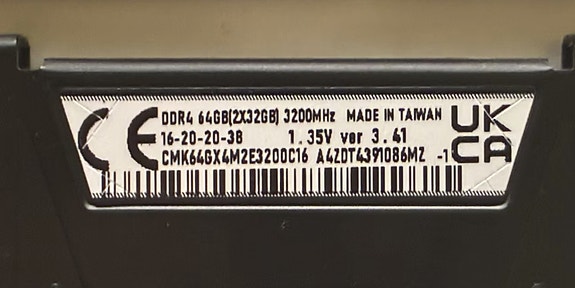 CE DDR4 64GB(2X32GB) 3200MHz MADE IN TAIWAN UK
16-20-20-38 1.35V ver 3.41 CA
CMK64GX4M2E3200C16 A4ZDT4391086MZ -1